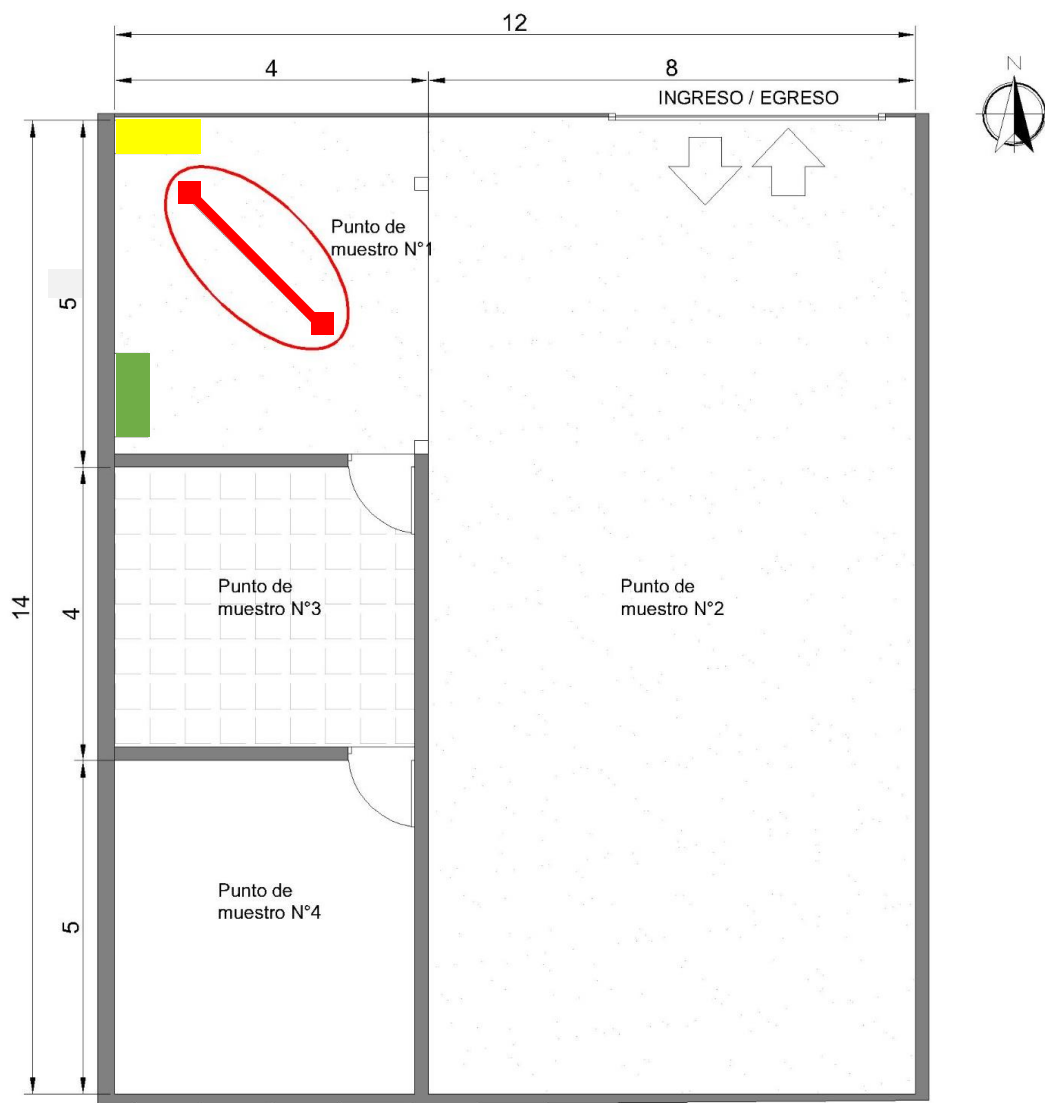 12
4
8
INGRESO / EGRESO
N
Punto de
muestro N°1
5
Punto de
muestro N°3
Punto de
muestro N°2
14
4
Punto de
muestro N°4
5